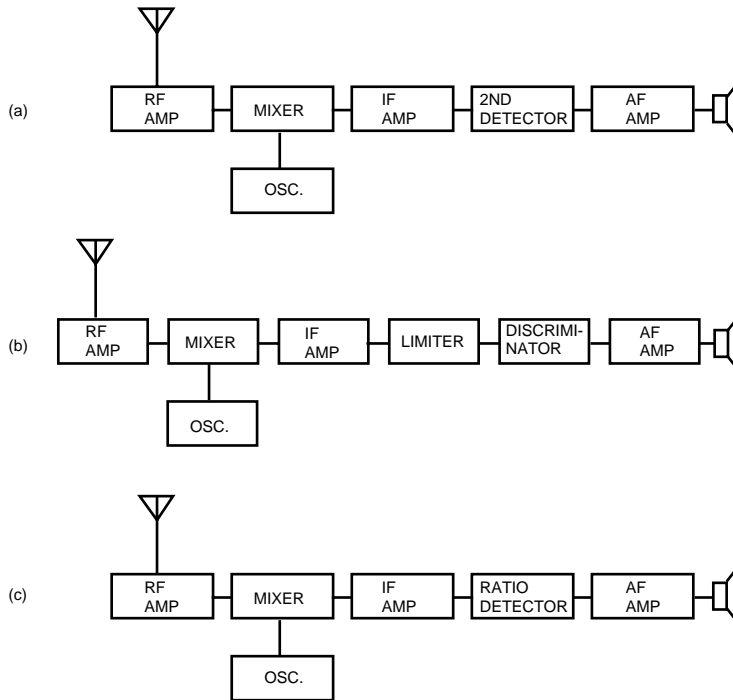 (a)
RF
AMP
MIXER
IF
AMP
2ND
DETECTOR
AF
AMP
OSC.
(b)
RF
AMP
MIXER
IF
AMP
LIMITER
DISCRIMI-
NATOR
AF
AMP
OSC.
(c)
RF
AMP
MIXER
IF
AMP
RATIO
DETECTOR
AF
AMP
OSC.